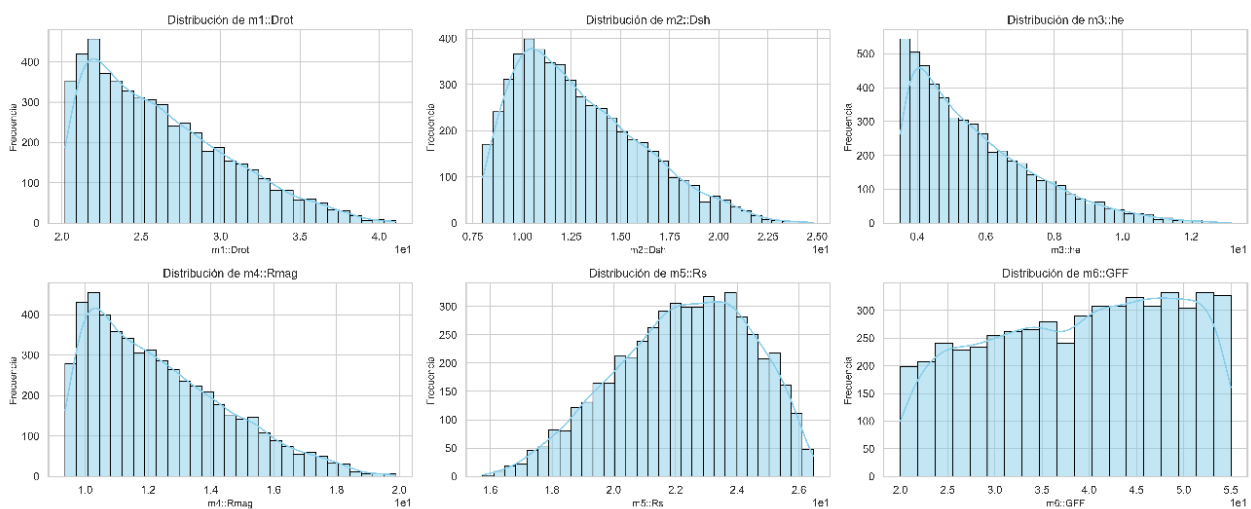 Distribución de m1::Drot
Frecuencia
400
300
200
100
0
2.0 2.5 3.0 3.5 4.0
1e1
m1::Drot
Distribución de m2::Dsh
Frecuencia
400
300
200
100
0
0.75 1.00 1.25 1.50 1.75 2.00 2.25 2.50
1e1
m2::Dsh
Distribución de m3::he
Frecuencia
500
400
300
200
100
0
0.4 0.6 0.8 1.0 1.2
1e1
m3::he
Distribución de m4::Rmag
Frecuencia
400
300
200
100
0
1.0 1.2 1.4 1.6 1.8 2.0
1e1
m4::Rmag
Distribución de m5::Rs
Frecuencia
300
250
200
150
100
50
0
1.6 1.8 2.0 2.2 2.4 2.6
1e1
m5::Rs
Distribución de m6::GFF
Frecuencia
300
250
200
150
100
50
0
2.0 2.5 3.0 3.5 4.0 4.5 5.0 5.5
1e1
m6::GFF